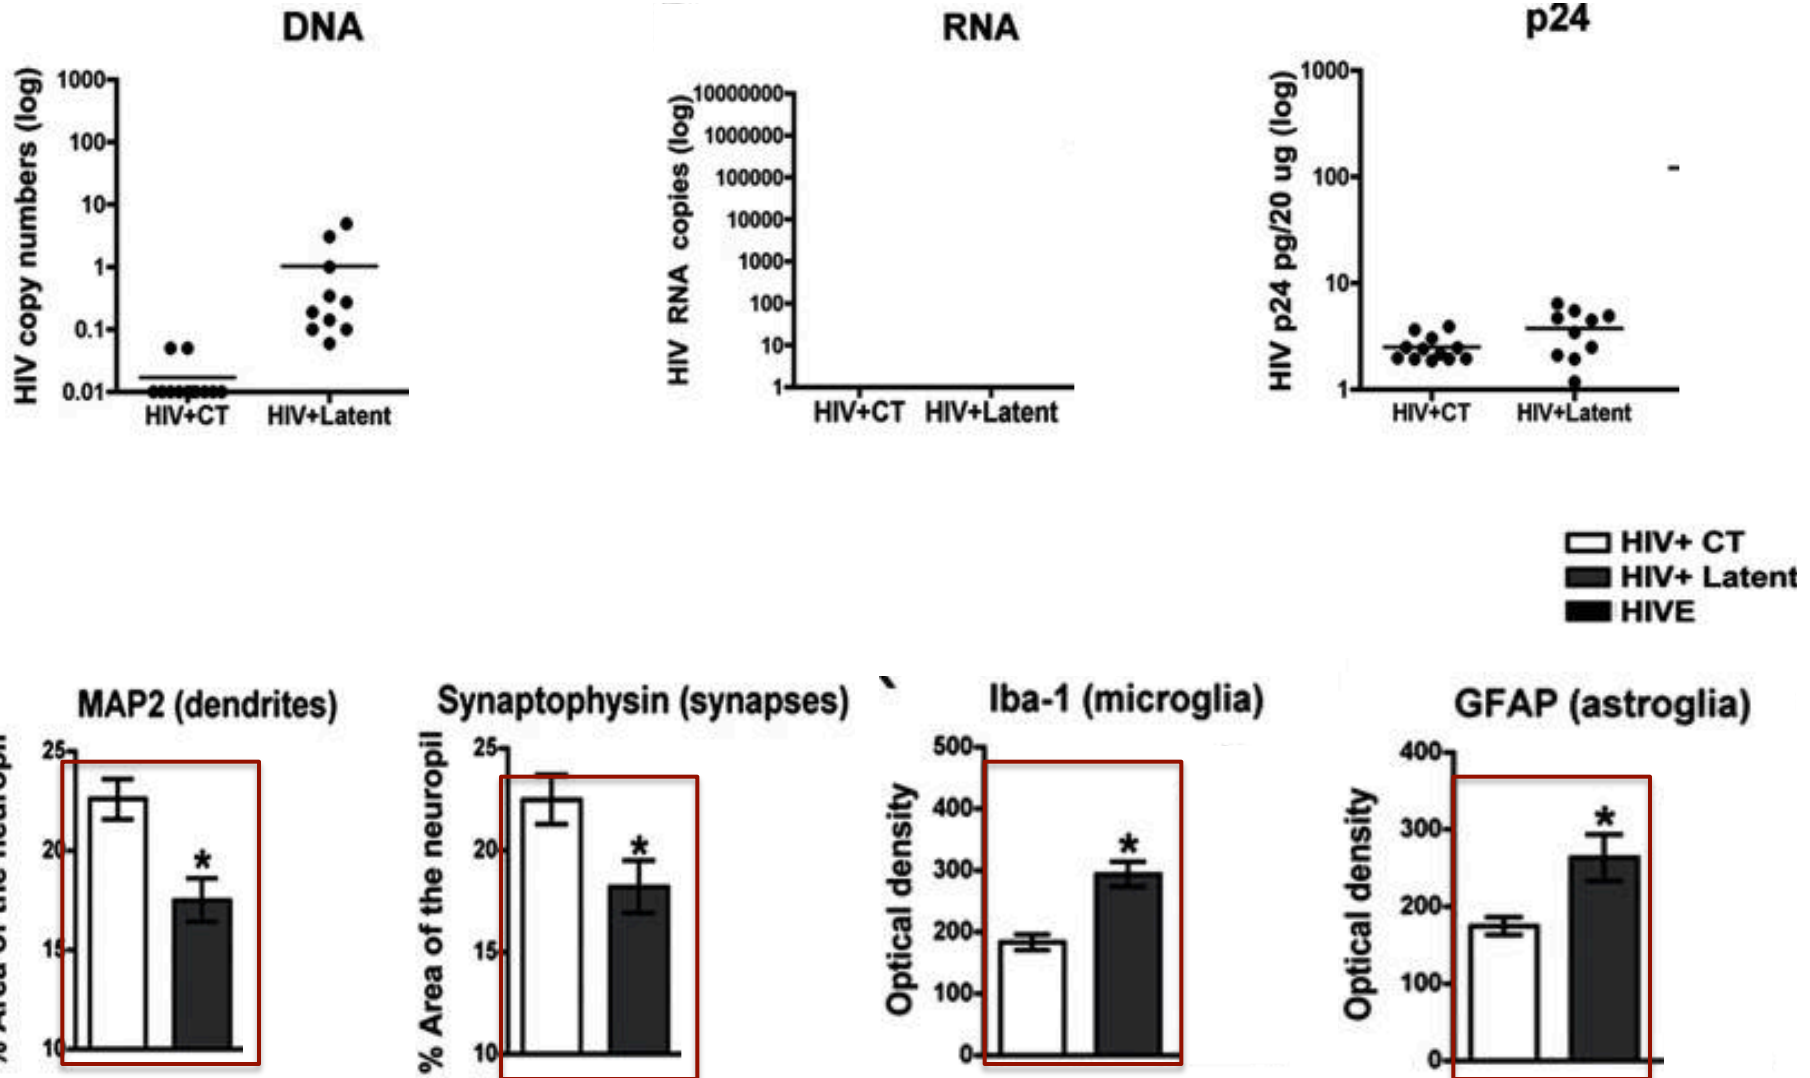 DNA
HIV copy numbers (log)
1000
100
10
1
0.1
0.01
HIV+CT
HIV+Latent
RNA
HIV RNA copies (log)
10000000
1000000
100000
10000
1000
100
10
1
HIV+CT
HIV+Latent
p24
HIV p24 pg/20 ug (log)
1000
100
10
1
HIV+CT
HIV+Latent
HIV+ CT
HIV+ Latent
HIVE
MAP2 (dendrites)
% Area of the neuropil
25
20
15
10
*
Synaptophysin (synapses)
% Area of the neuropil
25
20
15
10
*
Iba-1 (microglia)
Optical density
500
400
300
200
100
0
*
GFAP (astroglia)
Optical density
400
300
200
100
0
*